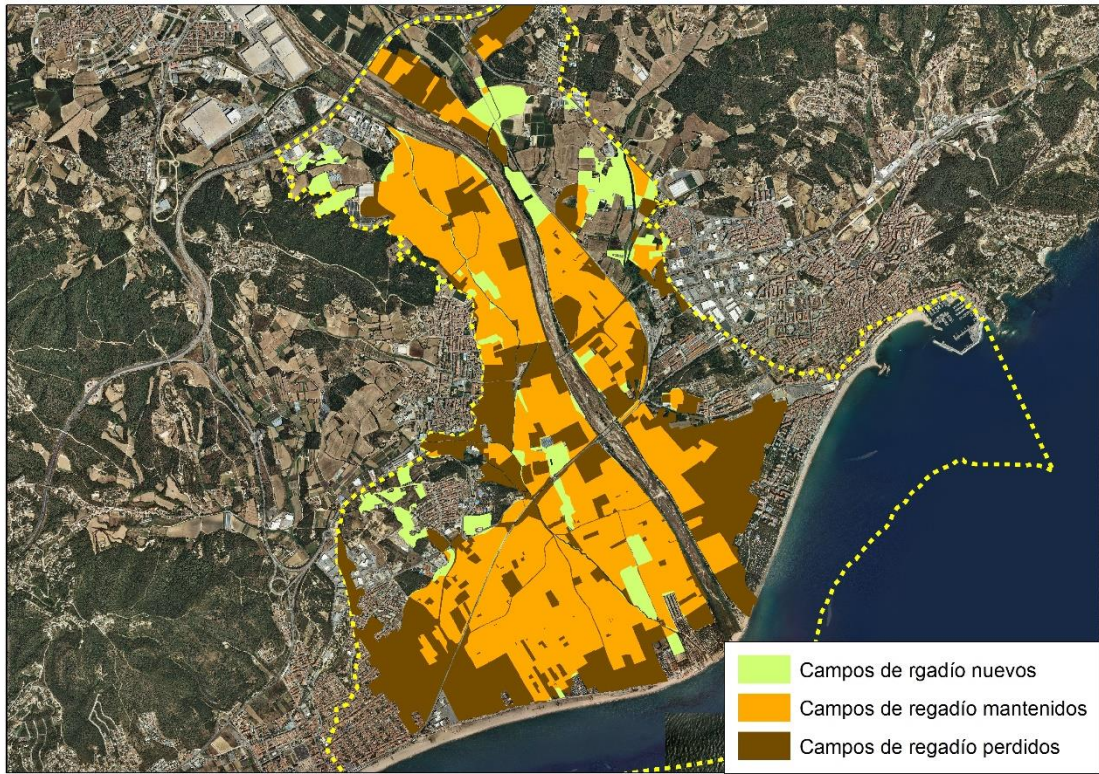 Campos de rgadío nuevos
Campos de regadío mantenidos
Campos de regadío perdidos